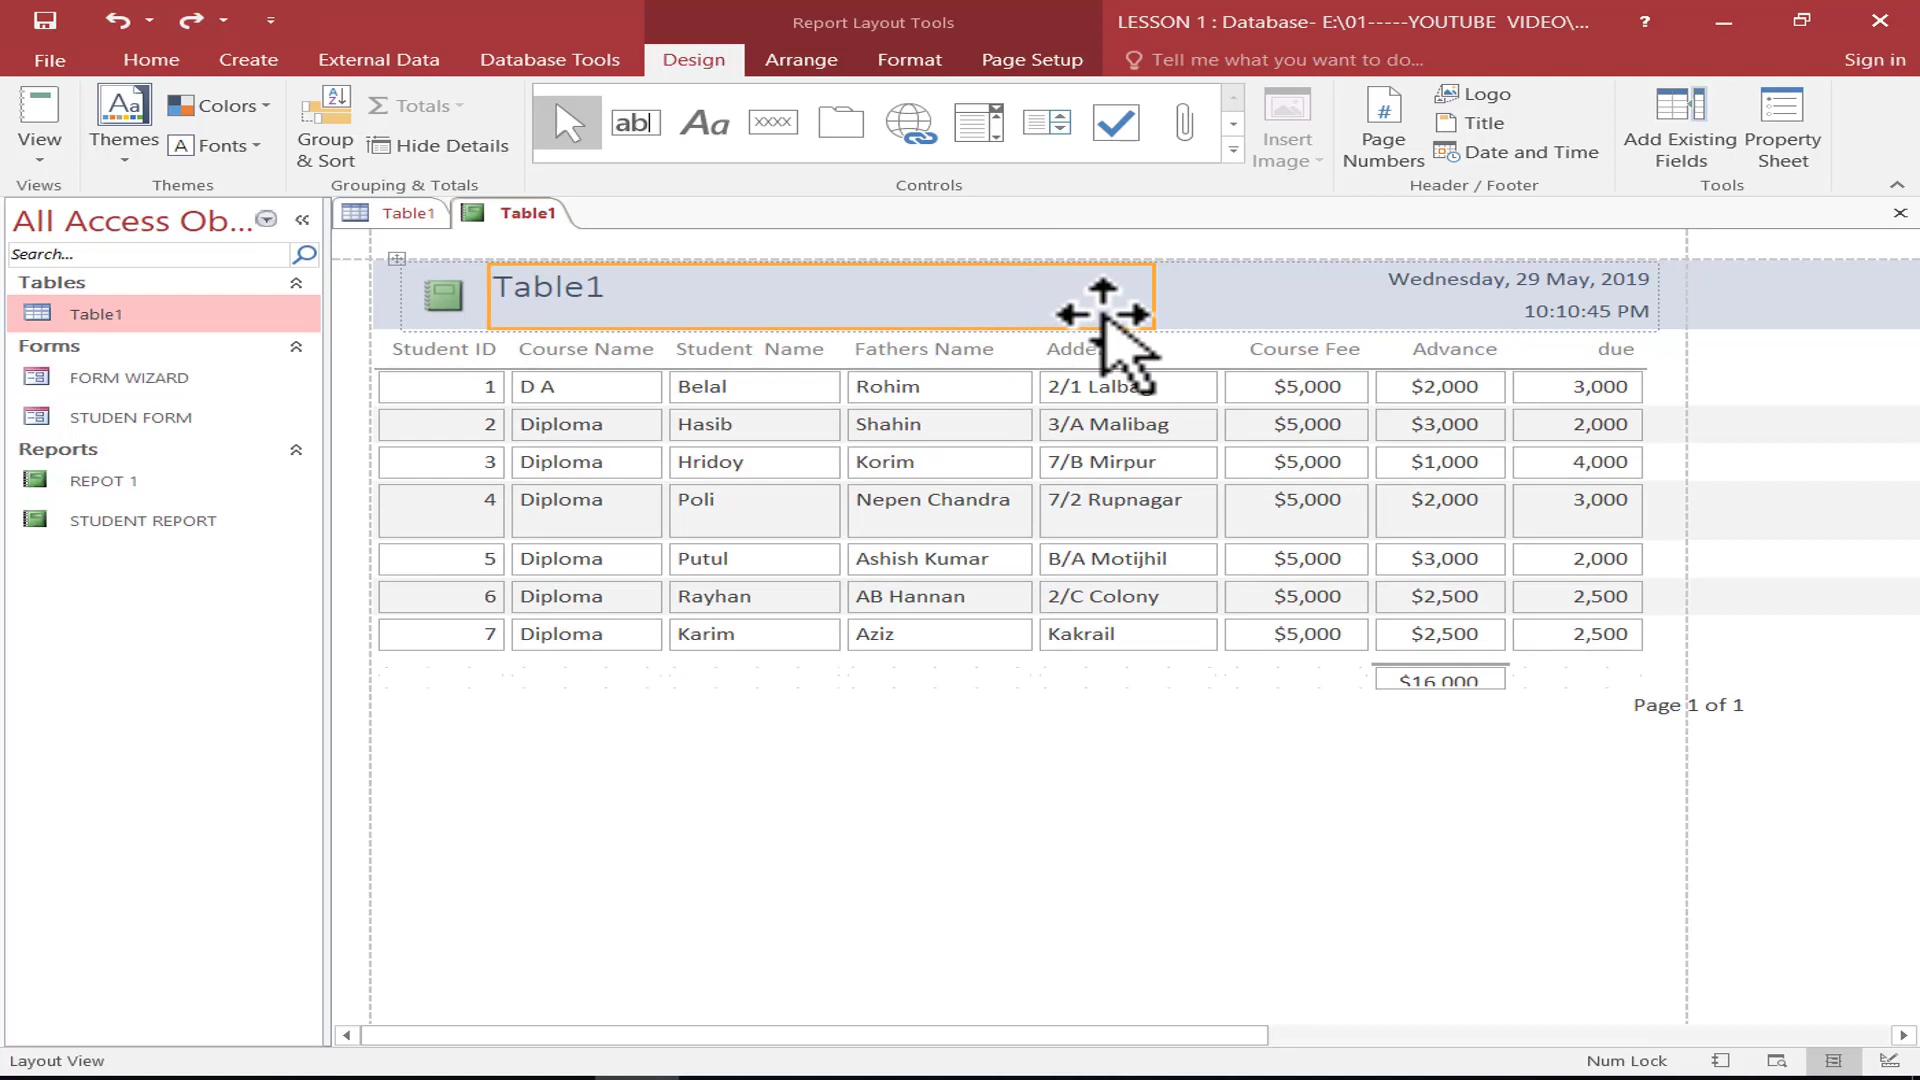 Report Layout Tools
LESSON 1 : Database- E:\01-----YOUTUBE VIDEO\...
?
File Home Create External Data Database Tools Design Arrange Format Page Setup Tell me what you want to do... Sign in
View
Themes
Colors
Fonts
Group & Sort
Totals
Hide Details
ab|
Aa
XXXX
Insert Image
Page Numbers
Logo
Title
Date and Time
Add Existing Fields
Property Sheet
Views Themes Grouping & Totals Controls Header / Footer Tools
All Access Ob...
Search...
Tables
Table1
Forms
FORM WIZARD
STUDEN FORM
Reports
REPOT 1
STUDENT REPORT
Table1 Table1
Table1
Wednesday, 29 May, 2019
10:10:45 PM
Student ID Course Name Student Name Fathers Name Course Fee Advance due
1 D A Belal Rohim 2/1 $5,000 $2,000 3,000
2 Diploma Hasib Shahin 3/A Malibag $5,000 $3,000 2,000
3 Diploma Hridoy Korim 7/B Mirpur $5,000 $1,000 4,000
4 Diploma Poli Nepen Chandra 7/2 Rupnagar $5,000 $2,000 3,000
5 Diploma Putul Ashish Kumar B/A Motijhil $5,000 $3,000 2,000
6 Diploma Rayhan AB Hannan 2/C Colony $5,000 $2,500 2,500
7 Diploma Karim Aziz Kakrail $5,000 $2,500 2,500
$16,000
Page 1 of 1
Layout View
Num Lock